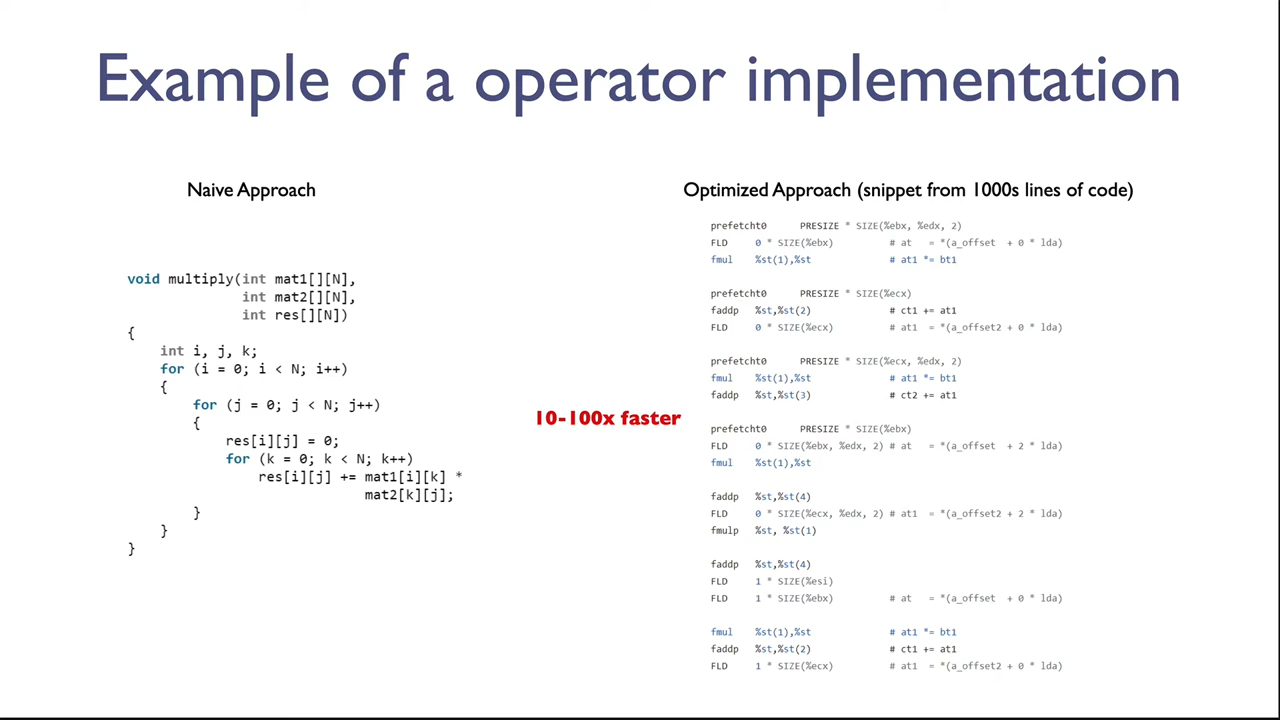 Example of a operator implementation
Naive Approach
void multiply(int mat1[][N],
int mat2[][N],
int res[][N])
{
int i, j, k;
for (i = 0; i < N; i++)
{
for (j = 0; j < N; j++)
{
res[i][j] = 0;
for (k = 0; k < N; k++)
res[i][j] += mat1[i][k] *
mat2[k][j];
}
}
}
10-100x faster
Optimized Approach (snippet from 1000s lines of code)
prefetcht0 PRESIZE * SIZE(%ebx, %edx, 2)
FLD 0 * SIZE(%ebx) # at = *(a_offset + 0 * lda)
fmul %st(1),%st # at1 *= bt1
prefetcht0 PRESIZE * SIZE(%ecx)
faddp %st,%st(2) # ct1 += at1
FLD 0 * SIZE(%ecx) # at1 = *(a_offset2 + 0 * lda)
prefetcht0 PRESIZE * SIZE(%ecx, %edx, 2)
fmul %st(1),%st # at1 *= bt1
faddp %st,%st(3) # ct2 += at1
prefetcht0 PRESIZE * SIZE(%ebx)
FLD 0 * SIZE(%ebx, %edx, 2) # at = *(a_offset + 2 * lda)
fmul %st(1),%st
faddp %st,%st(4)
FLD 0 * SIZE(%ecx, %edx, 2) # at1 = *(a_offset2 + 2 * lda)
fmulp %st, %st(1)
faddp %st,%st(4)
FLD 1 * SIZE(%esi)
FLD 1 * SIZE(%ebx) # at = *(a_offset + 0 * lda)
fmul %st(1),%st # at1 *= bt1
faddp %st,%st(2) # ct1 += at1
FLD 1 * SIZE(%ecx) # at1 = *(a_offset2 + 0 * lda)